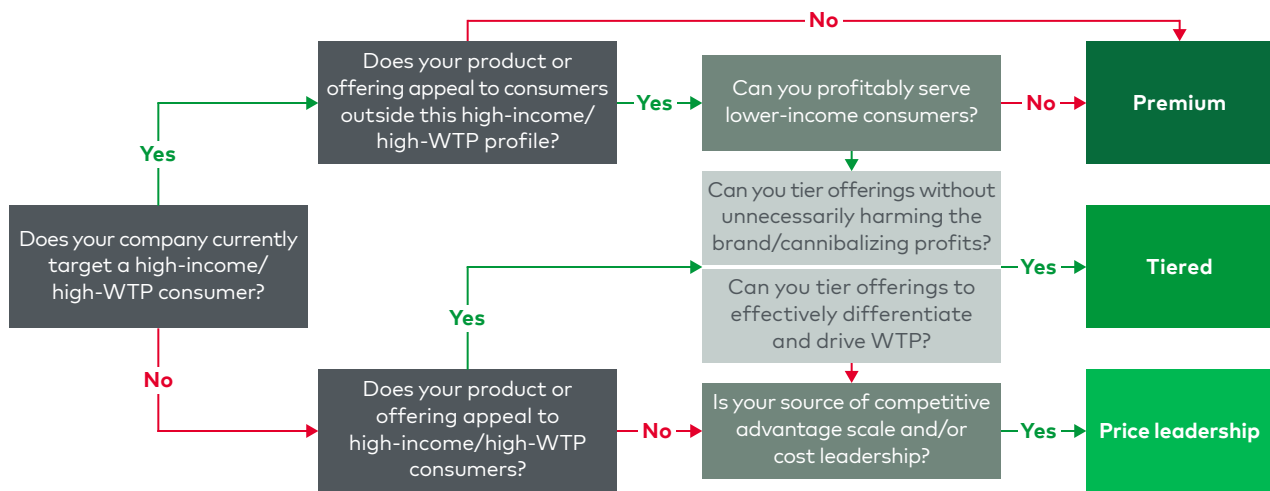 No
Does your product or
offering appeal to consumers
outside this high-income/
high-WTP profile?
Yes
Can you profitably serve
lower-income consumers?
No
Premium
Yes
Does your company currently
target a high-income/
high-WTP consumer?
Can you tier offerings without
unnecessarily harming the
brand/cannibalizing profits?
Yes
Tiered
Can you tier offerings to
effectively differentiate
and drive WTP?
Yes
No
Does your product or
offering appeal to
high-income/high-WTP
consumers?
No
Is your source of competitive
advantage scale and/or
cost leadership?
Yes
Price leadership